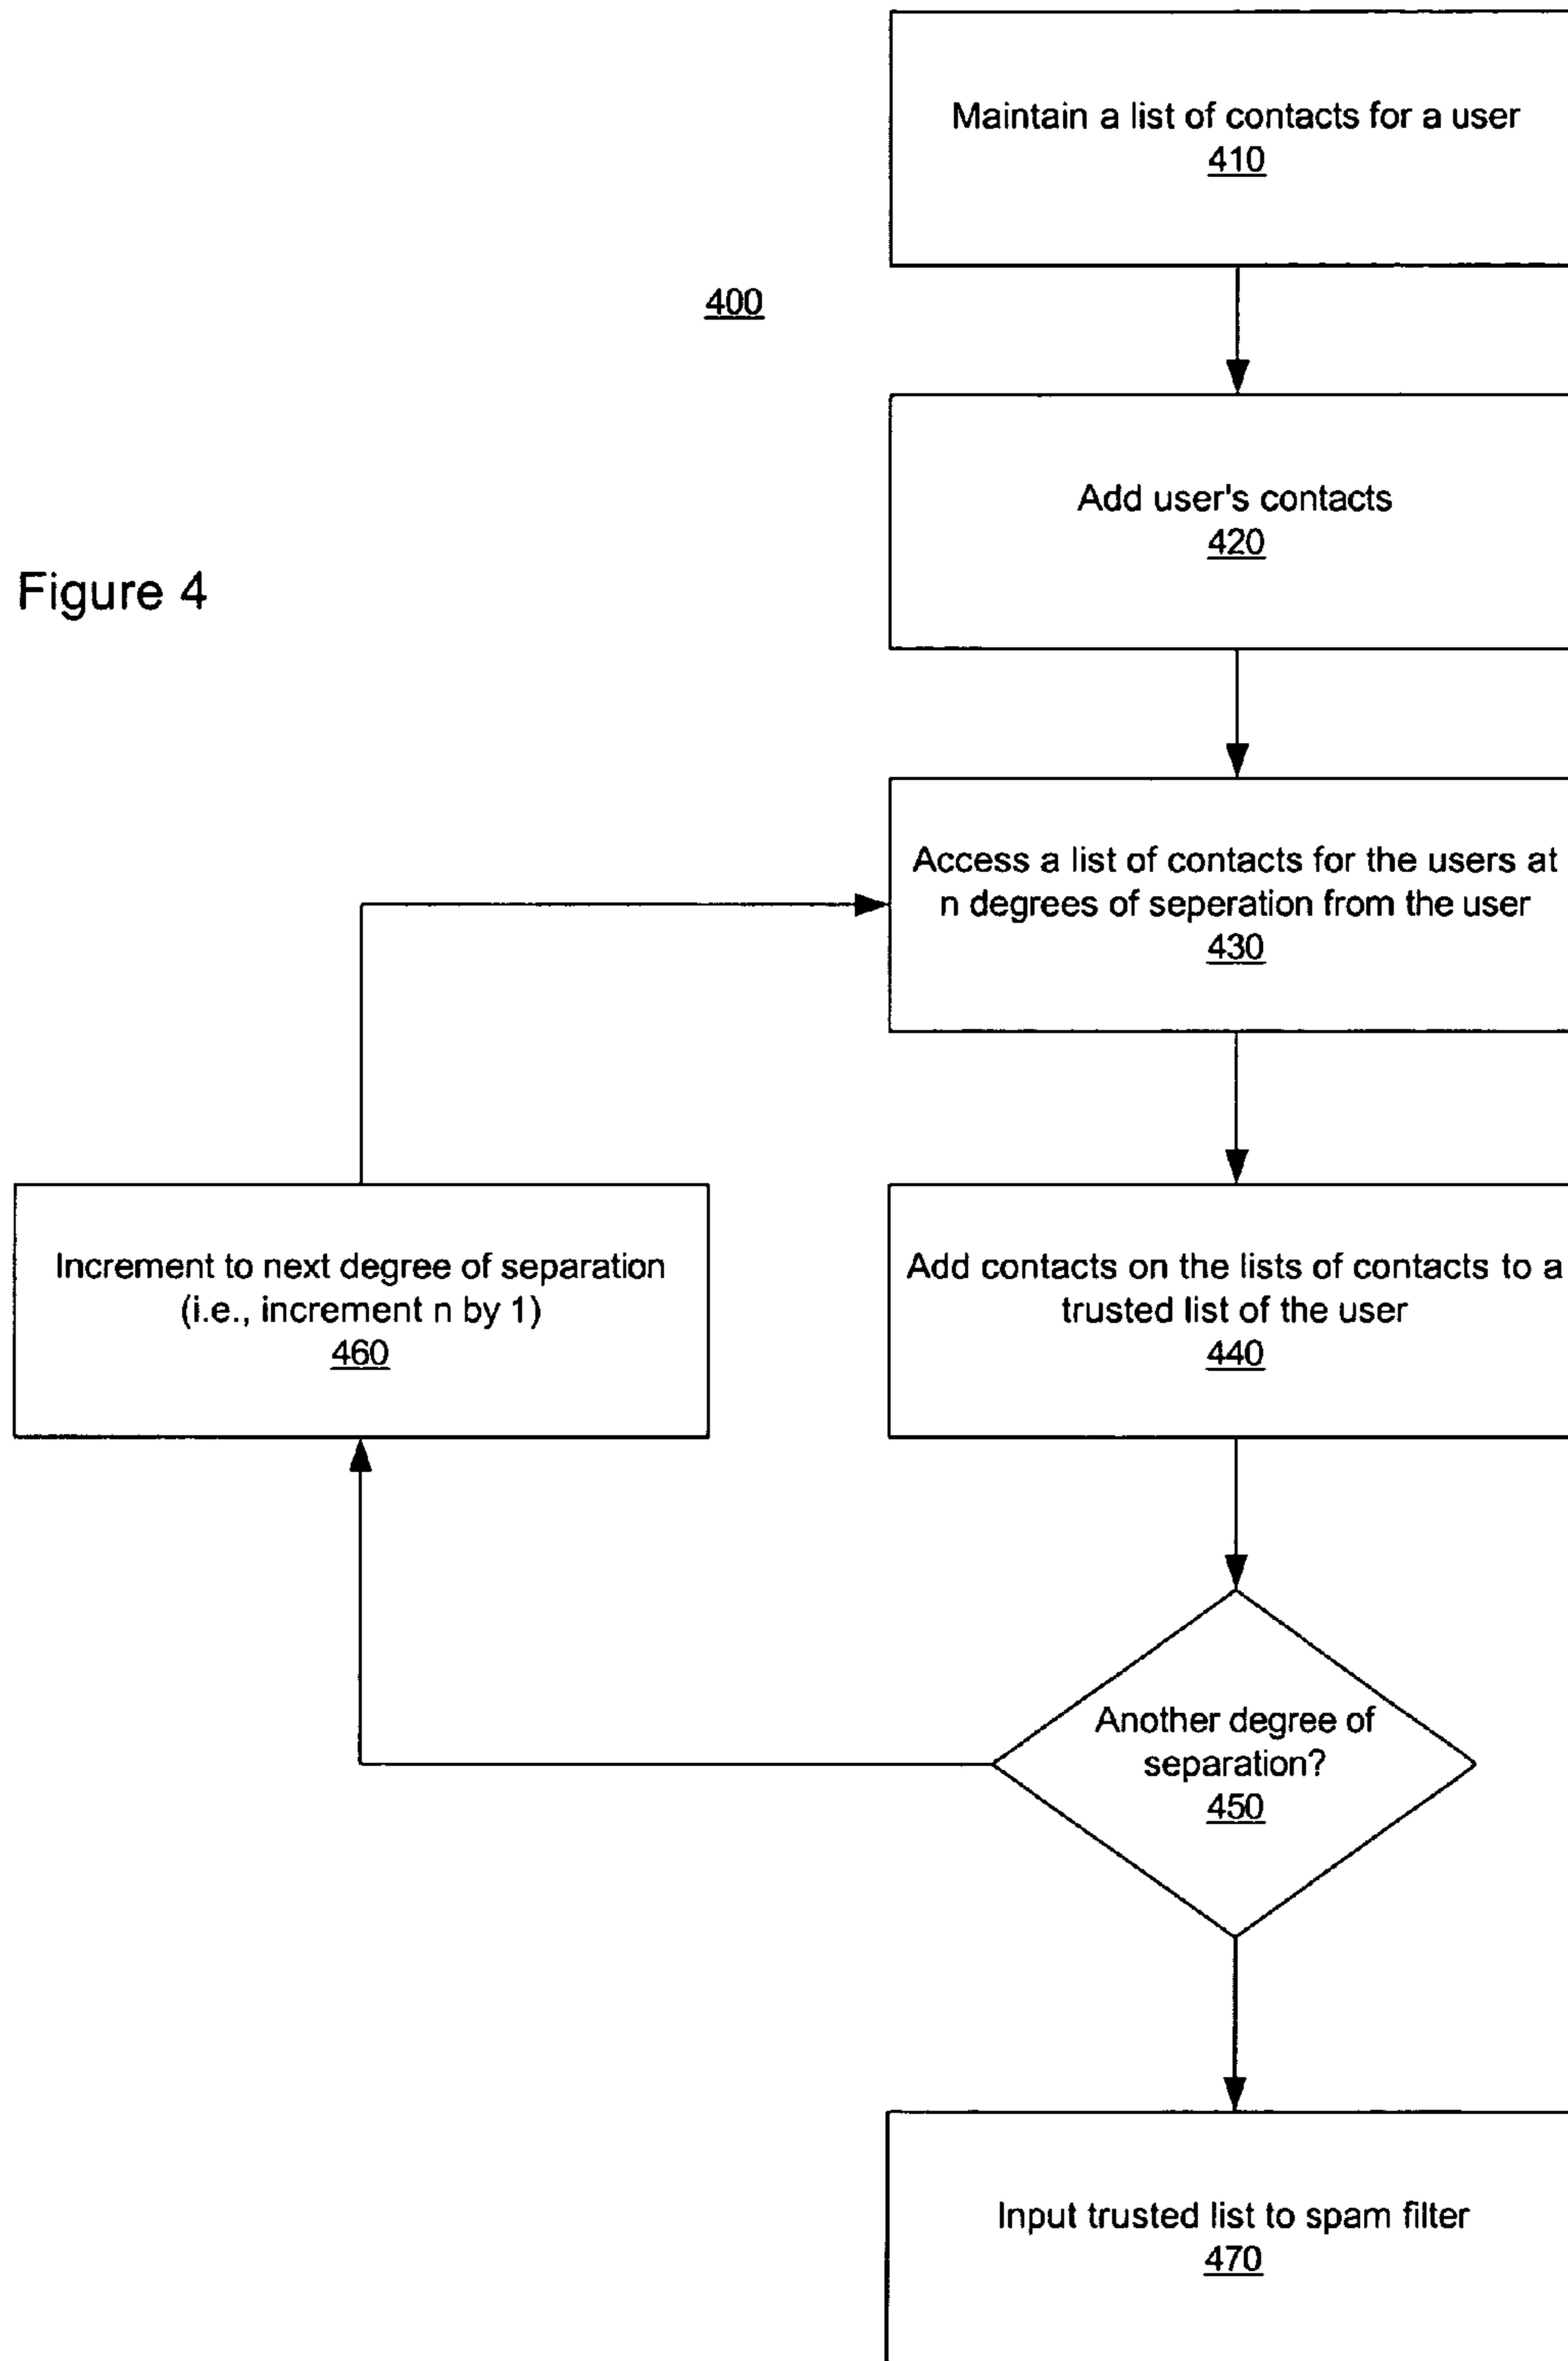 Maintain a list of contacts for a user
410
400
Add user's contacts
420
Figure 4
Access a list of contacts for the users at
n degrees of seperation from the user
430
Increment to next degree of separation
(i.e., increment n by 1)
460
Add contacts on the lists of contacts to a
trusted list of the user
440
Another degree of
separation?
450
Input trusted list to spam filter
470